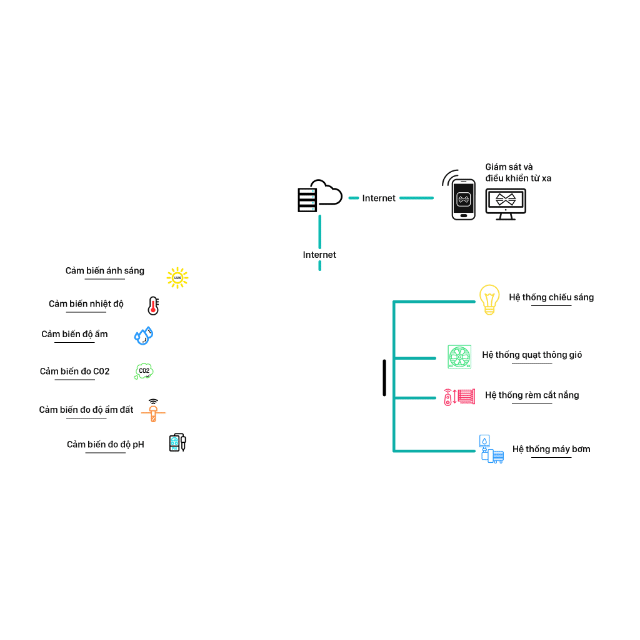 Giám sát và
điều khiển từ xa
Internet
Internet
Cảm biến ánh sáng
Cảm biến nhiệt độ
Cảm biến độ ẩm
Cảm biến đo CO2
CO2
Cảm biến đo độ ẩm đất
Cảm biến đo độ pH
Hệ thống chiếu sáng
Hệ thống quạt thông gió
Hệ thống rèm cắt nắng
Hệ thống máy bơm